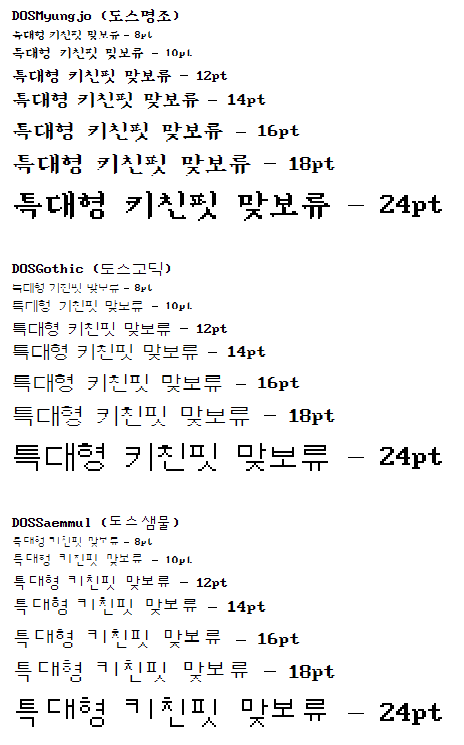 DOSMyungjo (도스명조)
특대형 키친핏 맞보류 - 8pt
특대형 키친핏 맞보류 - 10pt
특대형 키친핏 맞보류 - 12pt
특대형 키친핏 맞보류 - 14pt
특대형 키친핏 맞보류 - 16pt
특대형 키친핏 맞보류 - 18pt
특대형 키친핏 맞보류 - 24pt
DOSGothic (도스고딕)
특대형 키친핏 맞보류 - 8pt
특대형 키친핏 맞보류 - 10pt
특대형 키친핏 맞보류 - 12pt
특대형 키친핏 맞보류 - 14pt
특대형 키친핏 맞보류 - 16pt
특대형 키친핏 맞보류 - 18pt
특대형 키친핏 맞보류 - 24pt
DOSSaemmul (도스샘물)
특대형 키친핏 맞보류 - 8pt
특대형 키친핏 맞보류 - 10pt
특대형 키친핏 맞보류 - 12pt
특대형 키친핏 맞보류 - 14pt
특대형 키친핏 맞보류 - 16pt
특대형 키친핏 맞보류 - 18pt
특대형 키친핏 맞보류 - 24pt